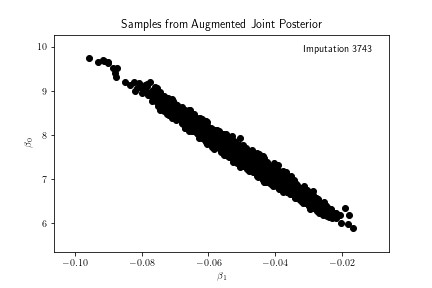 Samples from Augmented Joint Posterior
Imputation 3743
10
9
8
7
6
β₀
−0.10
−0.08
−0.06
−0.04
−0.02
β₁